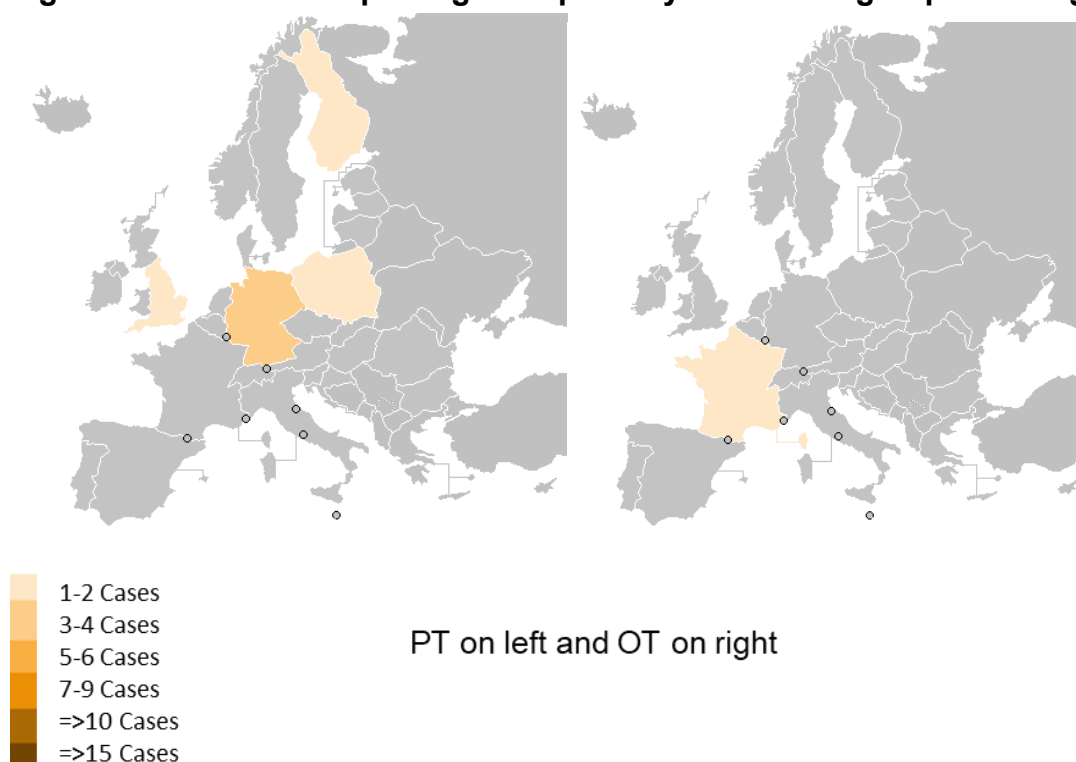 1-2 Cases
3-4 Cases
5-6 Cases
7-9 Cases
=>10 Cases
=>15 Cases
PT on left and OT on right